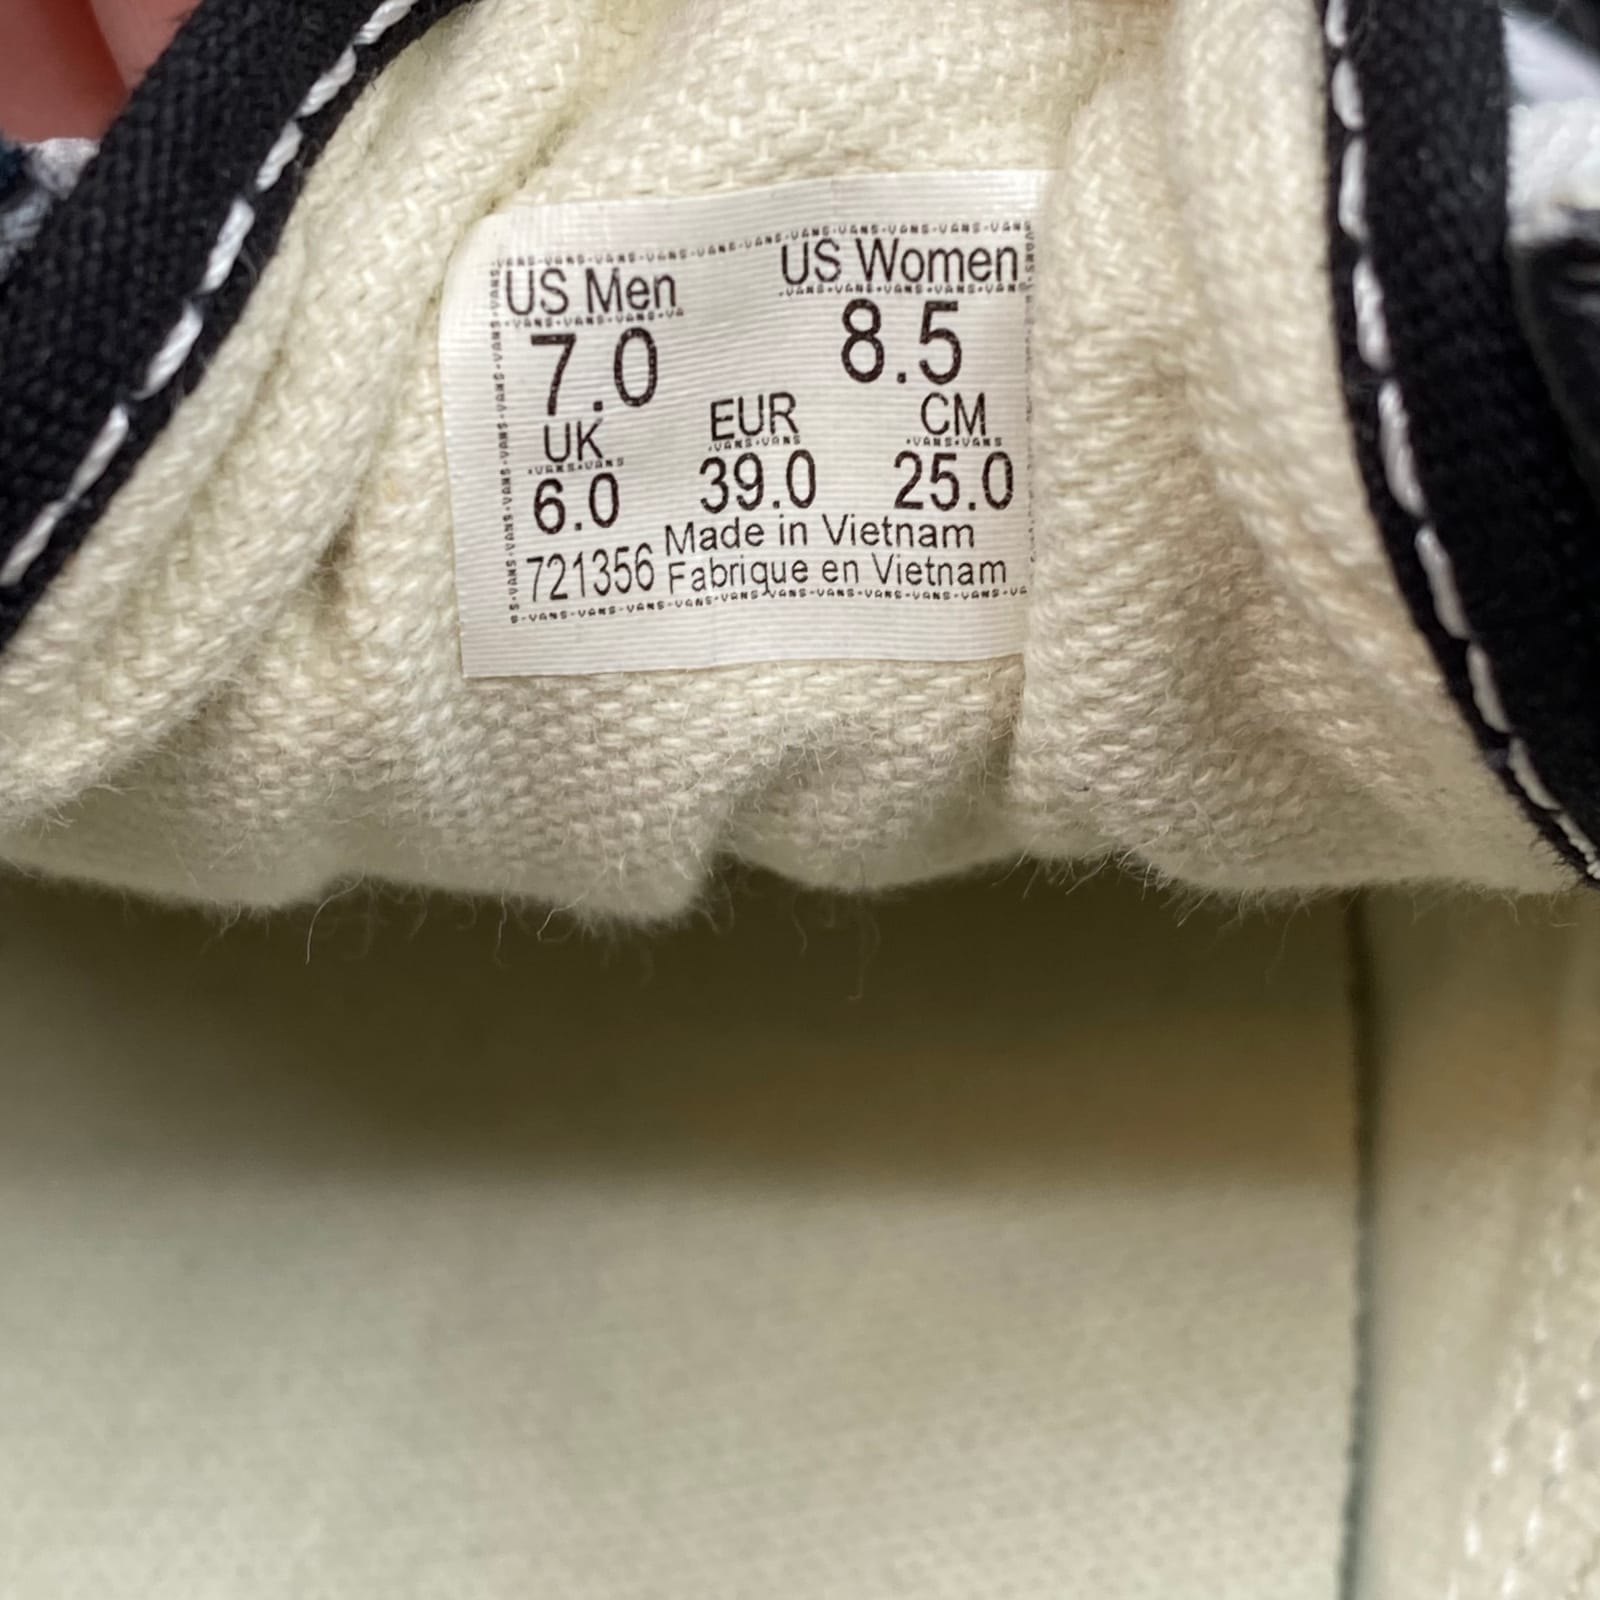 US Men US Women
7.0 8.5
UK EUR CM
6.0 39.0 25.0
721356 Made in Vietnam
Fabrique en Vietnam